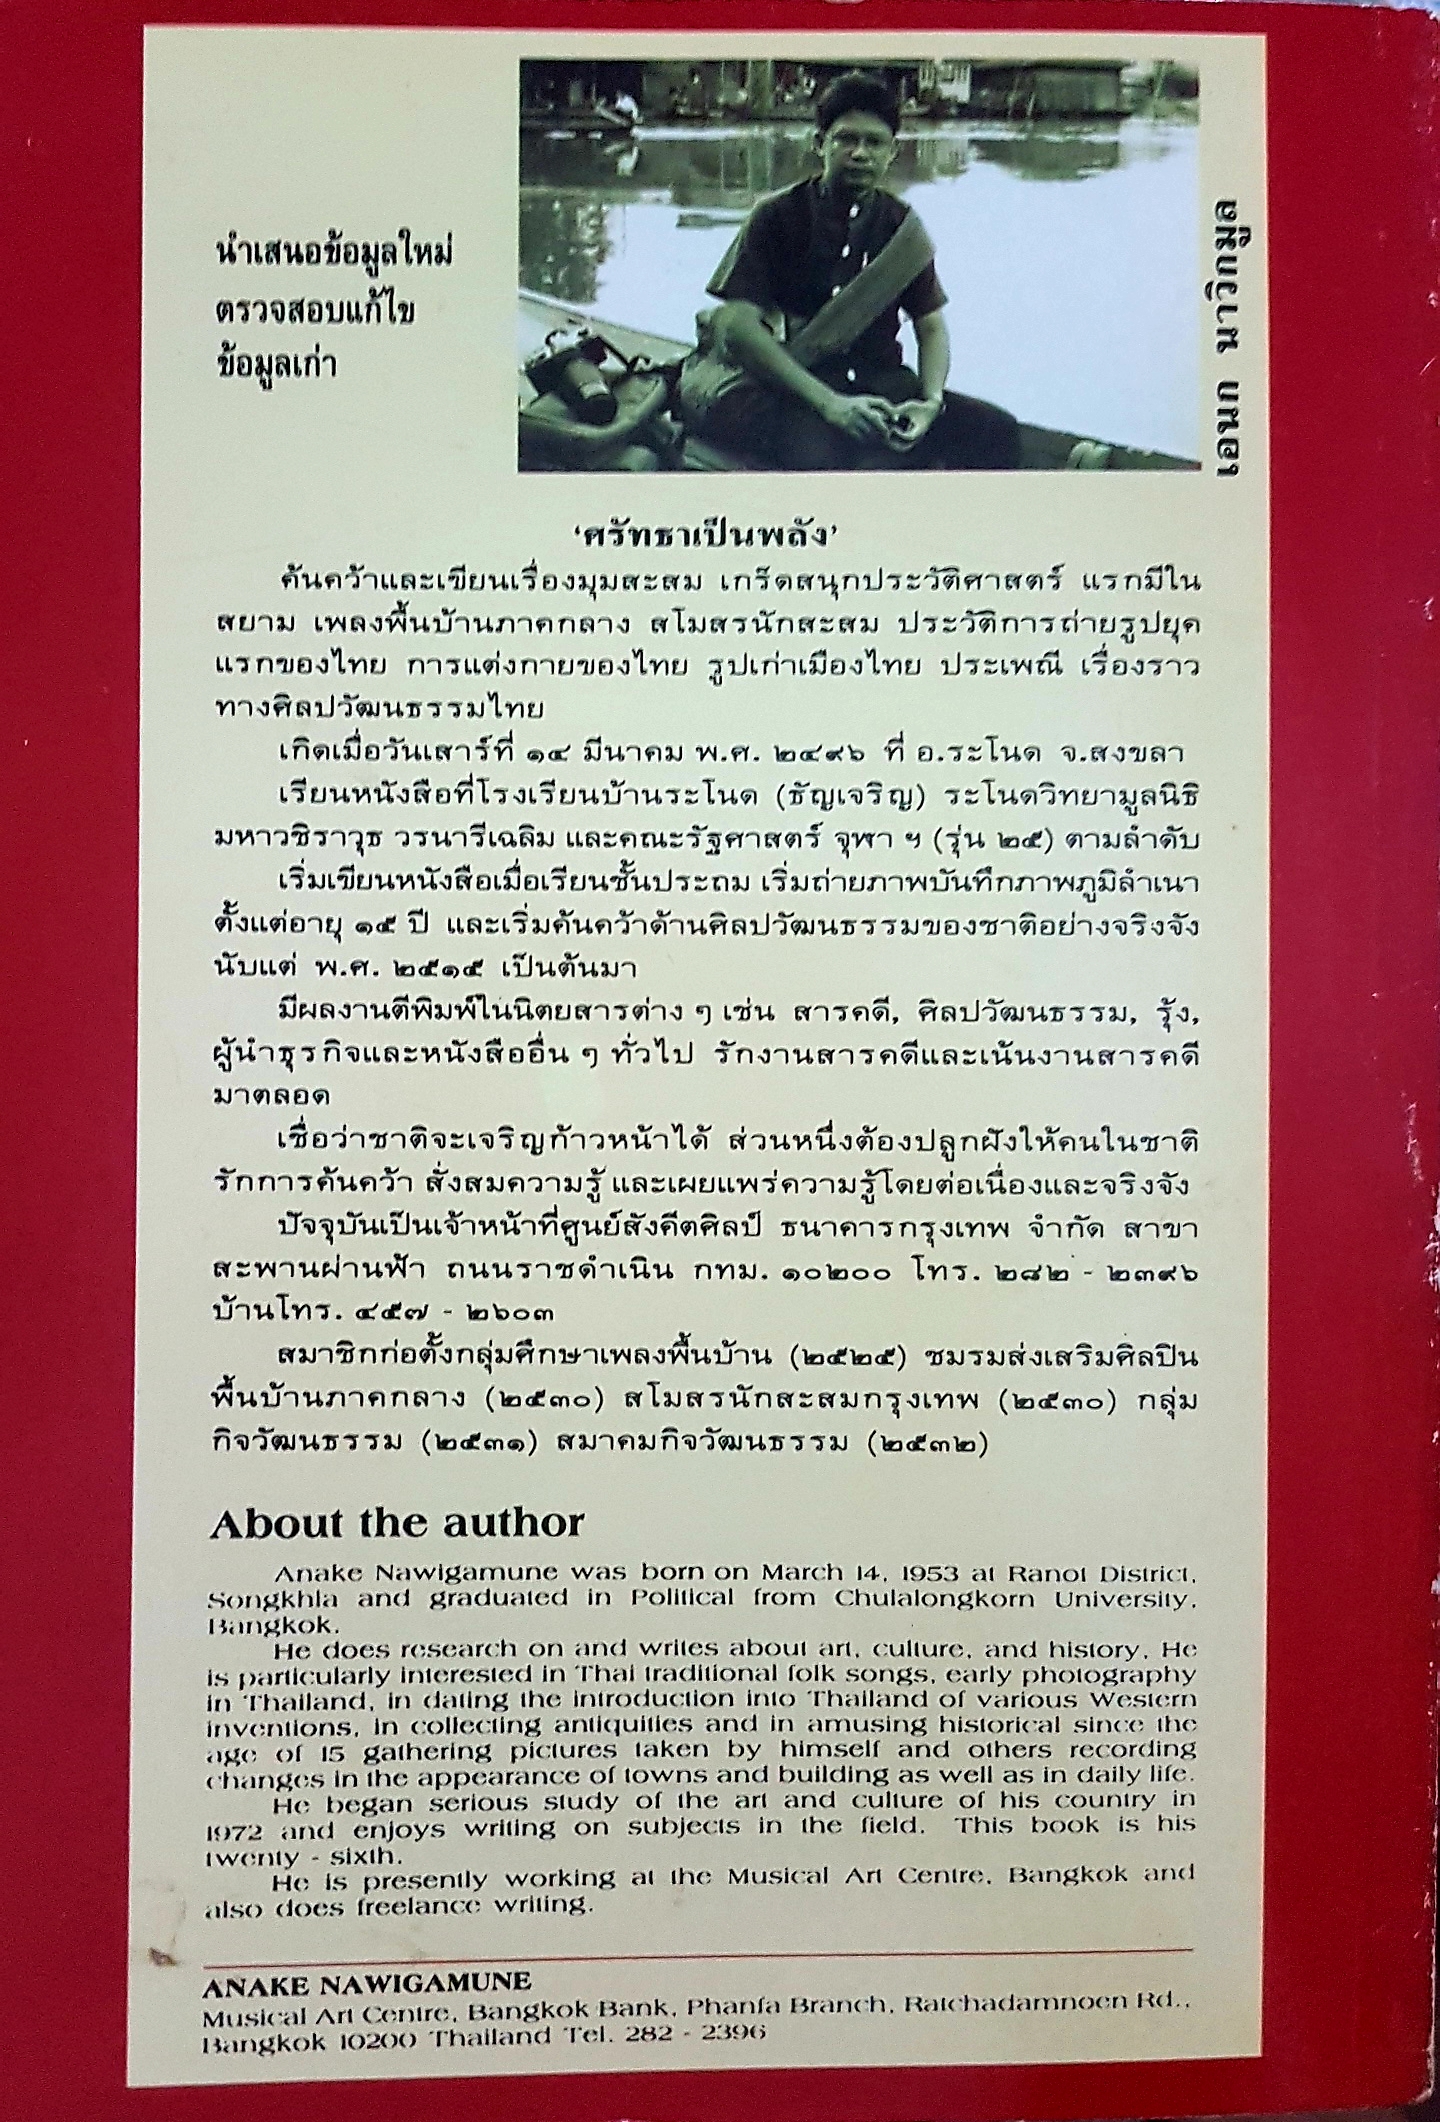 นำเสนอข้อมูลใหม่
ตรวจสอบแก้ไข
ข้อมูลเก่า
เอนก นาวิกมูล
‘ศรัทธาเป็นพลัง’
ค้นคว้าและเขียนเรื่องมุมสะสม เกร็ดสนุกประวัติศาสตร์ แรกมีใน
สยาม เพลงพื้นบ้านภาคกลาง สโมสรนักสะสม ประวัติการถ่ายรูปยุค
แรกของไทย การแต่งกายของไทย รูปเก่าเมืองไทย ประเพณี เรื่องราว
ทางศิลปวัฒนธรรมไทย
เกิดเมื่อวันเสาร์ที่ ๑๔ มีนาคม พ.ศ. ๒๔๙๖ ที่ อ.ระโนด จ.สงขลา
เรียนหนังสือที่โรงเรียนบ้านระโนด (ธัญเจริญ) ระโนดวิทยามูลนิธิ
มหาวชิราวุธ วรนารีเฉลิม และคณะรัฐศาสตร์ จุฬา ฯ (รุ่น ๒๕) ตามลำดับ
เริ่มเขียนหนังสือเมื่อเรียนชั้นประถม เริ่มถ่ายภาพบันทึกภาพภูมิลำเนา
ตั้งแต่อายุ ๑๕ ปี และเริ่มค้นคว้าด้านศิลปวัฒนธรรมของชาติอย่างจริงจัง
นับแต่ พ.ศ. ๒๕๑๕ เป็นต้นมา
มีผลงานตีพิมพ์ในนิตยสารต่าง ๆ เช่น สารคดี, ศิลปวัฒนธรรม, รุ้ง,
ผู้นำธุรกิจและหนังสืออื่น ๆ ทั่วไป รักงานสารคดีและเน้นงานสารคดี
มาตลอด
เชื่อว่าชาติจะเจริญก้าวหน้าได้ ส่วนหนึ่งต้องปลูกฝังให้คนในชาติ
รักการค้นคว้า สั่งสมความรู้ และเผยแพร่ความรู้โดยต่อเนื่องและจริงจัง
ปัจจุบันเป็นเจ้าหน้าที่ศูนย์สังคีตศิลป์ ธนาคารกรุงเทพ จำกัด สาขา
สะพานผ่านฟ้า ถนนราชดำเนิน กทม. ๑๐๒๐๐ โทร. ๒๘๒ - ๒๓๙๖
บ้านโทร. ๔๕๗ - ๒๖๐๓
สมาชิกก่อตั้งกลุ่มศึกษาเพลงพื้นบ้าน (๒๕๒๕) ชมรมส่งเสริมศิลปิน
พื้นบ้านภาคกลาง (๒๕๓๐) สโมสรนักสะสมกรุงเทพ (๒๕๓๐) กลุ่ม
กิจวัฒนธรรม (๒๕๓๑) สมาคมกิจวัฒนธรรม (๒๕๓๒)
About the author
Anake Nawigamune was born on March 14, 1953 at Ranot District,
Songkhla and graduated in Political from Chulalongkorn University,
Bangkok.
He does research on and writes about art, culture, and history. He
is particularly interested in Thai traditional folk songs, early photography
in Thailand, in dating the introduction into Thailand of various Western
inventions, in collecting antiquities and in amusing historical since the
age of 15 gathering pictures taken by himself and others recording
changes in the appearance of towns and building as well as in daily life.
He began serious study of the art and culture of his country in
1972 and enjoys writing on subjects in the field. This book is his
twenty - sixth.
He is presently working at the Musical Art Centre, Bangkok and
also does freelance writing.
ANAKE NAWIGAMUNE
Musical Art Centre, Bangkok Bank, Phanfa Branch, Ratchadamnoen Rd.,
Bangkok 10200 Thailand Tel. 282 - 2396